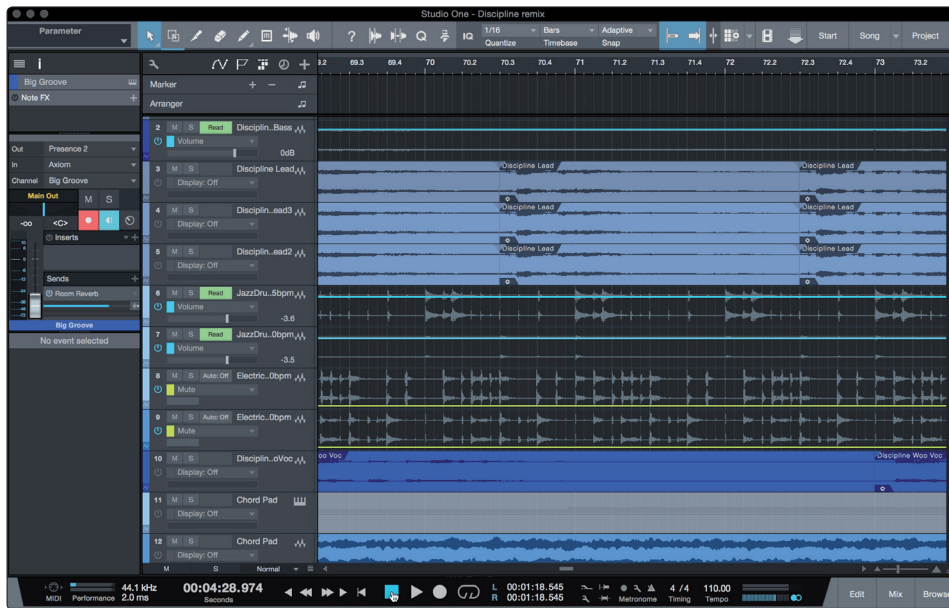 Studio One - Discipline remix
Parameter
IQ
1/16 Bars Adaptive
Quantize Timebase Snap
Start Song Project
9.2 69.3 69.4 70 70.2 70.3 70.4 71 71.2 71.3 71.4 72 72.2 72.3 72.4 73 73.2
Big Groove
Note FX
Marker
Arranger
Out Presence 2
In Axiom
Channel Big Groove
Main Out M S
-oo <C>
Inserts
Sends
Room Reverb
Big Groove
No event selected
2 M S Read Disciplin..Bass
Volume
0dB
3 M S Discipline Lead
Display: Off
Discipline Lead Discipline Lead
4 M S Disciplin...ead3
Display: Off
Discipline Lead Discipline Lead
5 M S Disciplin...ead2
Display: Off
Discipline Lead Discipline Lead
6 M S Read JazzDru...5bpm
Volume
-3.6
7 M S Read JazzDru...0bpm
Volume
-3.5
8 M S Auto: Off Electric..0bpm
Mute
9 M S Auto: Off Electric..0bpm
Mute
10 M S Disciplin...oVoc
Display: Off
oo Voc Discipline Woo Voc
11 M S Chord Pad
Display: Off
12 M S Chord Pad
Display: Off
M S Normal
MIDI Performance
44.1 kHz
2.0 ms
00:04:28.974
Seconds
L 00:01:18.545
R 00:01:18.545
Metronome
4 / 4
Timing
110.00
Tempo
Edit Mix Brows